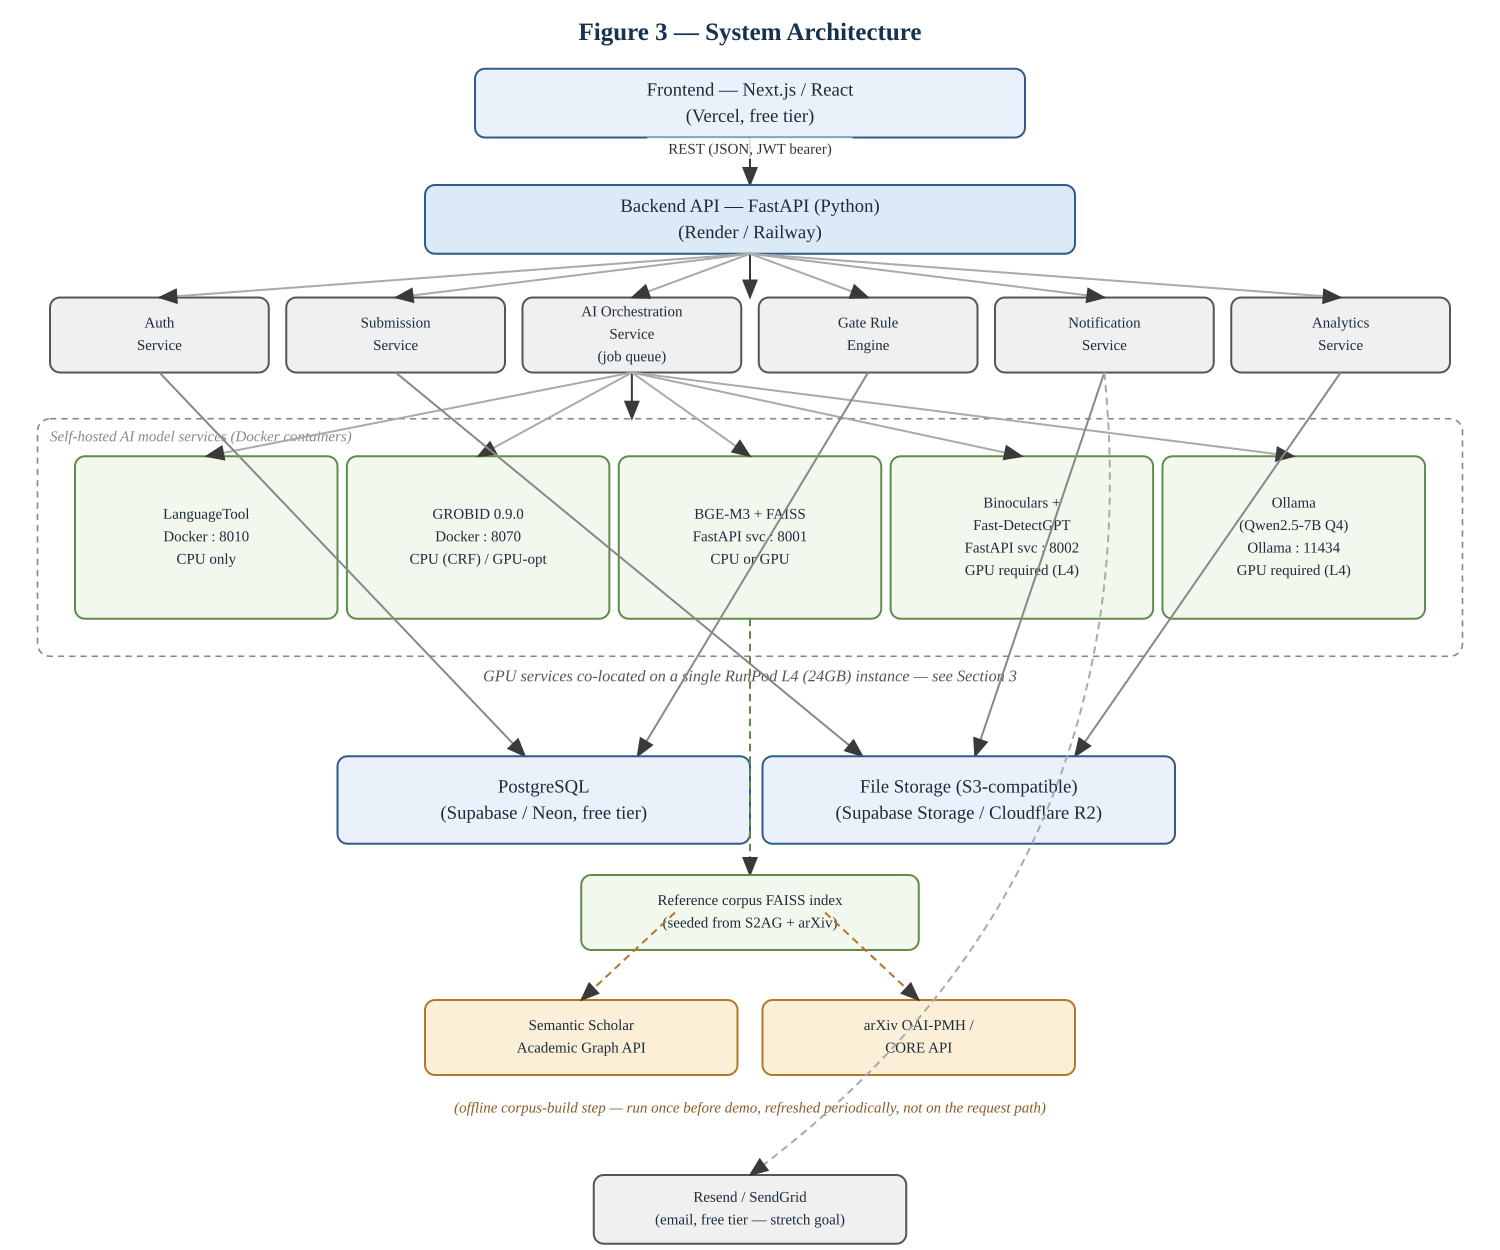 Figure 3 — System Architecture
Frontend — Next.js / React
(Vercel, free tier)
REST (JSON, JWT bearer)
Backend API — FastAPI (Python)
(Render / Railway)
Auth
Service
Submission
Service
AI Orchestration
Service
(job queue)
Gate Rule
Engine
Notification
Service
Analytics
Service
Self-hosted AI model services (Docker containers)
LanguageTool
Docker : 8010
CPU only
GROBID 0.9.0
Docker : 8070
CPU (CRF) / GPU-opt
BGE-M3 + FAISS
FastAPI svc : 8001
CPU or GPU
Binoculars +
Fast-DetectGPT
FastAPI svc : 8002
GPU required (L4)
Ollama
(Qwen2.5-7B Q4)
Ollama : 11434
GPU required (L4)
GPU services co-located on a single RunPod L4 (24GB) instance — see Section 3
PostgreSQL
(Supabase / Neon, free tier)
File Storage (S3-compatible)
(Supabase Storage / Cloudflare R2)
Reference corpus FAISS index
(seeded from S2AG + arXiv)
Semantic Scholar
Academic Graph API
arXiv OAI-PMH /
CORE API
(offline corpus-build step — run once before demo, refreshed periodically, not on the request path)
Resend / SendGrid
(email, free tier — stretch goal)